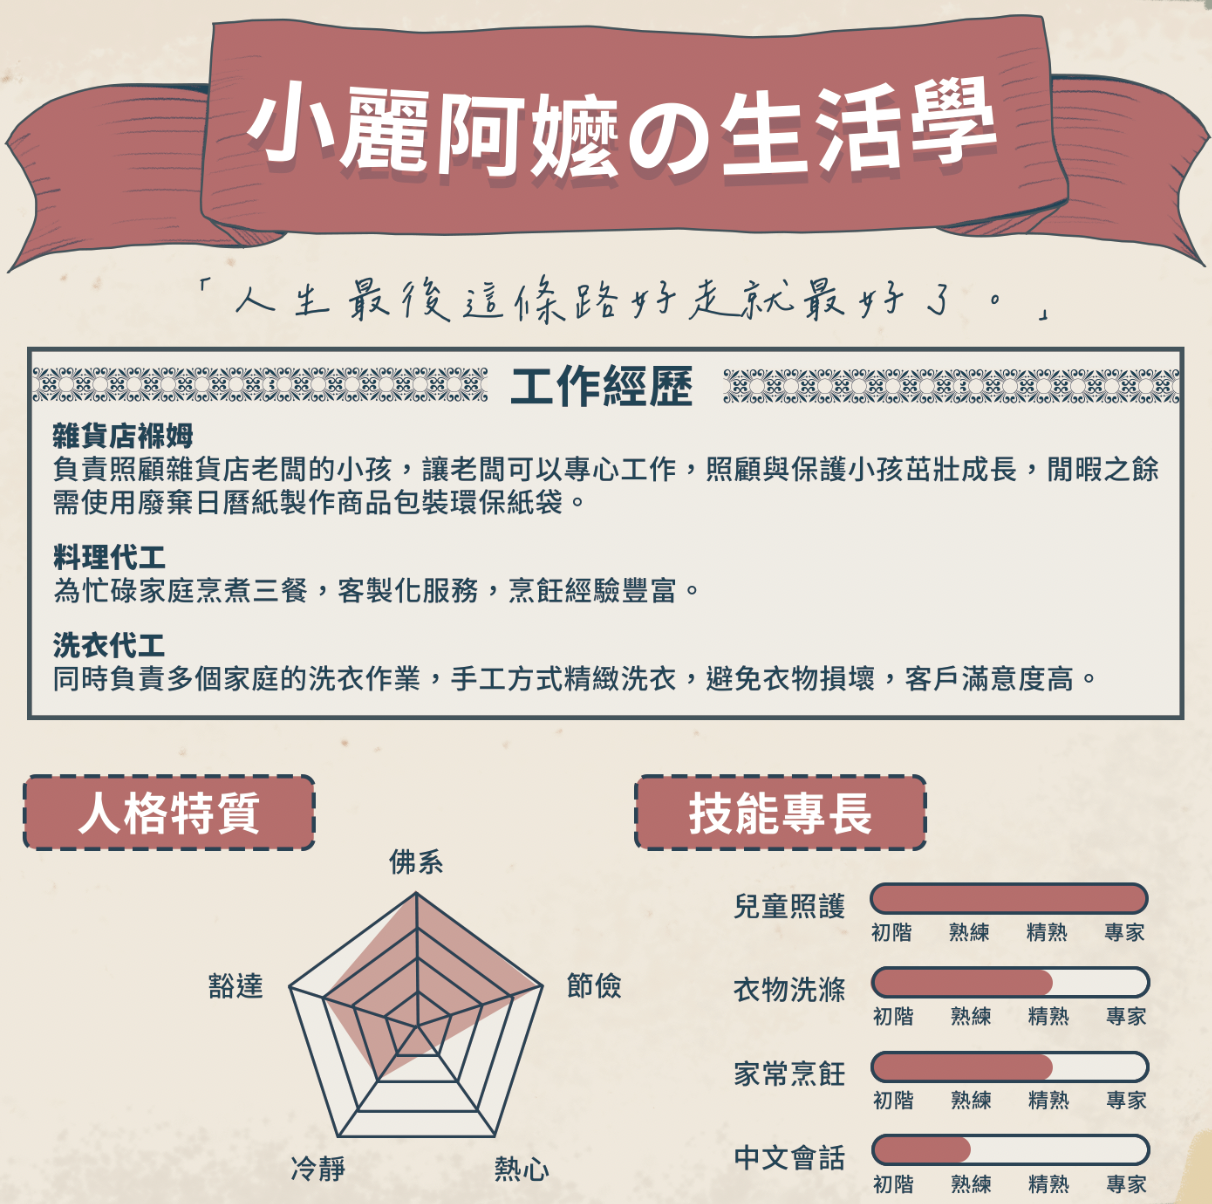 小麗阿嬤の生活學
「人生最後這條路好走就最好了。」
工作經歷
雜貨店褓姆
負責照顧雜貨店老闆的小孩，讓老闆可以專心工作，照顧與保護小孩茁壯成長，閒暇之餘
需使用廢棄日曆紙製作商品包裝環保紙袋。
料理代工
為忙碌家庭烹煮三餐，客製化服務，烹飪經驗豐富。
洗衣代工
同時負責多個家庭的洗衣作業，手工方式精緻洗衣，避免衣物損壞，客戶滿意度高。
人格特質
佛系
豁達
節儉
冷靜
熱心
技能專長
兒童照護
初階 熟練 精熟 專家
衣物洗滌
初階 熟練 精熟 專家
家常烹飪
初階 熟練 精熟 專家
中文會話
初階 熟練 精熟 專家